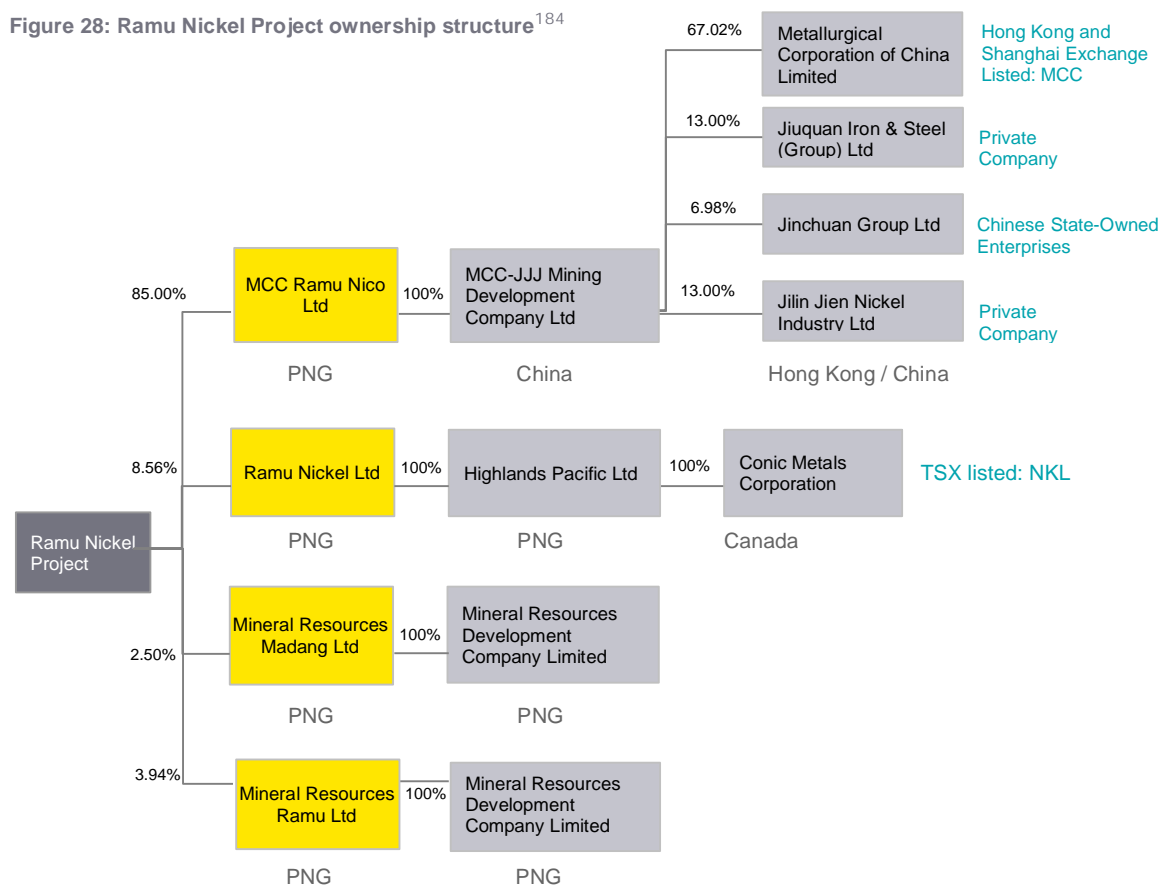 Figure 28: Ramu Nickel Project ownership structure184
67.02%
Metallurgical
Corporation of China
Limited
Hong Kong and
Shanghai Exchange
Listed: MCC
13.00%
Jiuquan Iron & Steel
(Group) Ltd
Private
Company
6.98%
Jinchuan Group Ltd
Chinese State-Owned
Enterprises
13.00%
Jilin Jien Nickel
Industry Ltd
Private
Company
Hong Kong / China
85.00%
MCC Ramu Nico
Ltd
PNG
100%
MCC-JJJ Mining
Development
Company Ltd
China
8.56%
Ramu Nickel Ltd
PNG
100%
Highlands Pacific Ltd
PNG
100%
Conic Metals
Corporation
Canada
TSX listed: NKL
Ramu Nickel
Project
2.50%
Mineral Resources
Madang Ltd
PNG
100%
Mineral Resources
Development
Company Limited
PNG
3.94%
Mineral Resources
Ramu Ltd
PNG
100%
Mineral Resources
Development
Company Limited
PNG